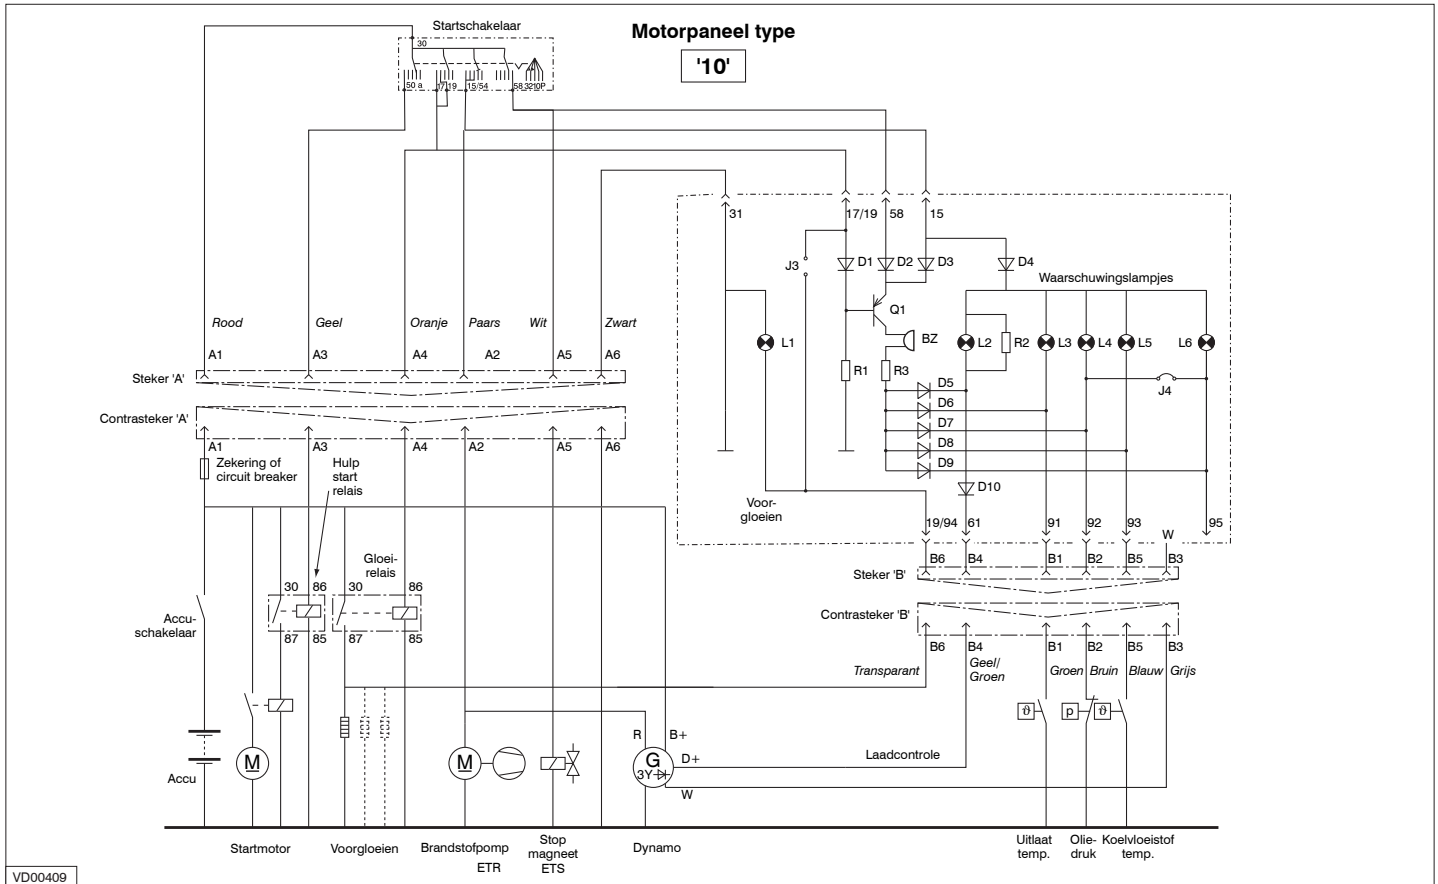 Startschakelaar
Motorpaneel type
'10'
30
50 a
17/19
15/54
58
3210P
31
17/19
58
15
J3
D1
D2
D3
D4
Waarschuwingslampjes
Q1
BZ
L1
L2
R2
L3
L4
L5
L6
R1
R3
J4
D5
D6
D7
D8
D9
D10
Rood
Geel
Oranje
Paars
Wit
Zwart
A1
A3
A4
A2
A5
A6
Steker 'A'
Contrasteker 'A'
A1
A3
A4
A2
A5
A6
Zekering of
circuit breaker
Hulp
start
relais
Voor-
gloeien
19/94
61
91
92
93
W
95
B6
B4
B1
B2
B5
B3
Steker 'B'
Contrasteker 'B'
B6
B4
B1
B2
B5
B3
Gloei-
relais
30
86
30
86
87
85
87
85
Accu-
schakelaar
Transparant
Geel/
Groen
Groen
Bruin
Blauw
Grijs
ϑ
p
ϑ
R
B+
D+
W
G
3Y
M
M
Laadcontrole
Accu
Startmotor
Voorgloeien
Brandstofpomp
ETR
Stop
magneet
ETS
Dynamo
Uitlaat
temp.
Olie-
druk
Koelvloeistof
temp.
VD00409